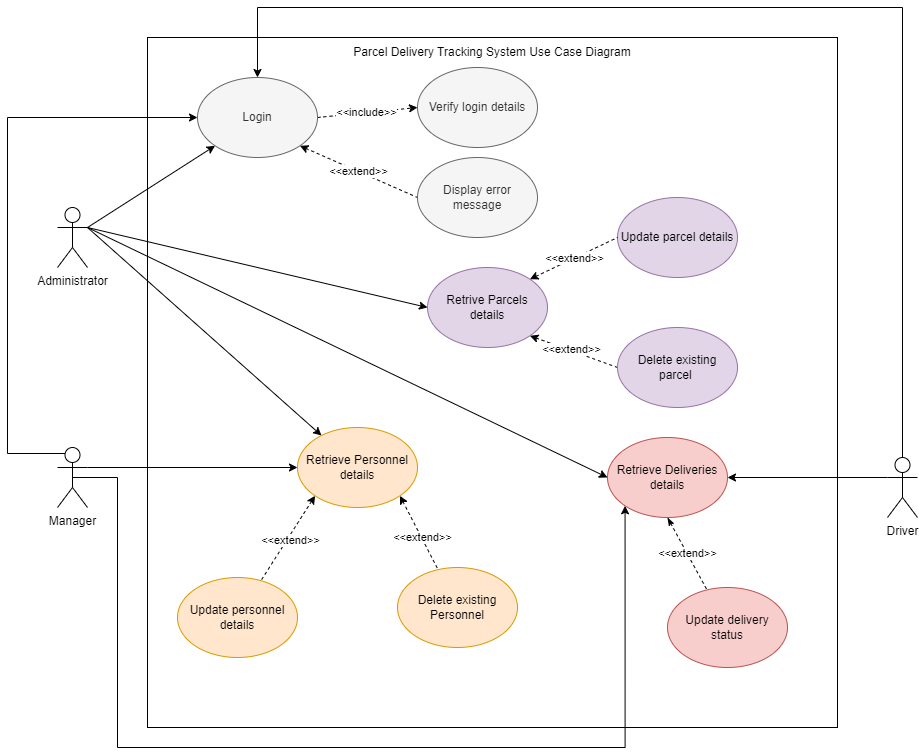 Parcel Delivery Tracking System Use Case Diagram
Login
<<include>>
Verify login details
<<extend>>
Display error
message
Administrator
Update parcel details
<<extend>>
Retrive Parcels
details
<<extend>>
Delete existing
parcel
Retrieve Personnel
details
Retrieve Deliveries
details
Manager
Driver
<<extend>>
<<extend>>
<<extend>>
Update personnel
details
Delete existing
Personnel
Update delivery
status